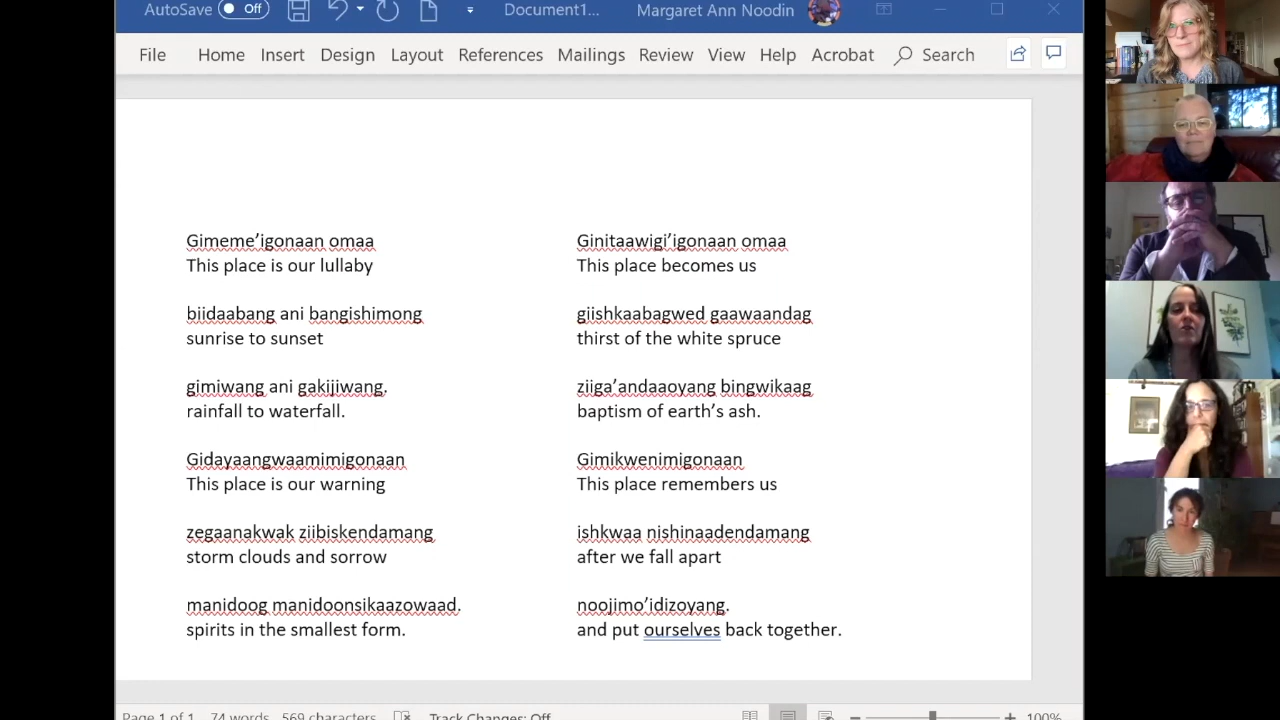 AutoSave Off Document1... Margaret Ann Noodin
File Home Insert Design Layout References Mailings Review View Help Acrobat Search
Gimeme’igonaan omaa
This place is our lullaby
biidaabang ani bangishimong
sunrise to sunset
gimiwang ani gakijiwang.
rainfall to waterfall.
Gidayaangwaamimigonaan
This place is our warning
zegaanakwak ziibiskendamang
storm clouds and sorrow
manidoog manidoonsikaazowaad.
spirits in the smallest form.
Ginitaawigi’igonaan omaa
This place becomes us
giishkaabagwed gaawaandag
thirst of the white spruce
ziiga’andaaoyang bingwikaag
baptism of earth’s ash.
Gimikwenimigonaan
This place remembers us
ishkwaa nishinaadendamang
after we fall apart
noojimo’idizoyang.
and put ourselves back together.
Page 1 of 1 74 words 569 characters Track Changes: Off 100%